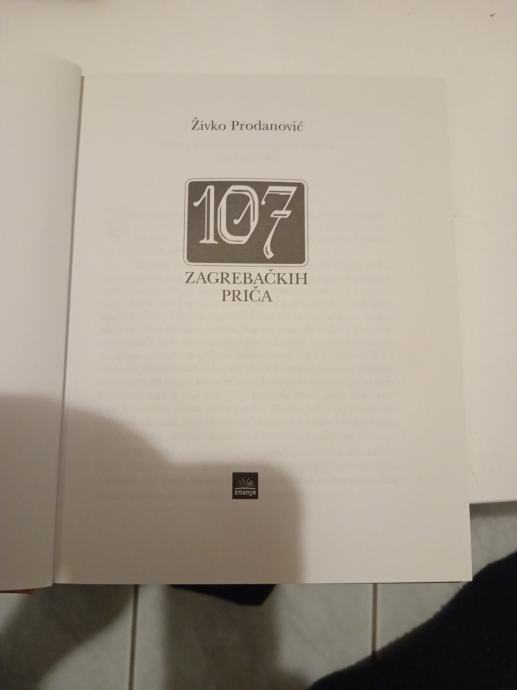 Živko Prodanović
107
ZAGREBAČKIH
PRIČA
znanje